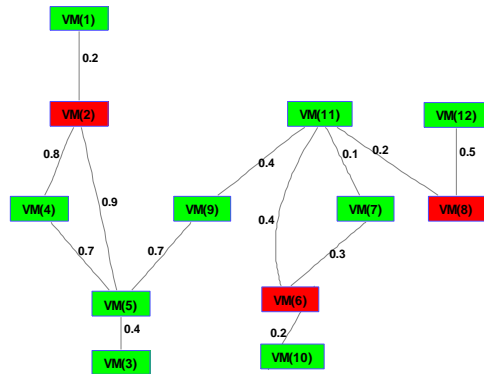 VM(1)
0.2
VM(2)
VM(11)
VM(12)
0.8
0.9
0.4
0.4
0.1
0.2
0.5
VM(4)
VM(9)
VM(7)
VM(8)
0.7
0.7
0.3
VM(5)
VM(6)
0.4
0.2
VM(3)
VM(10)